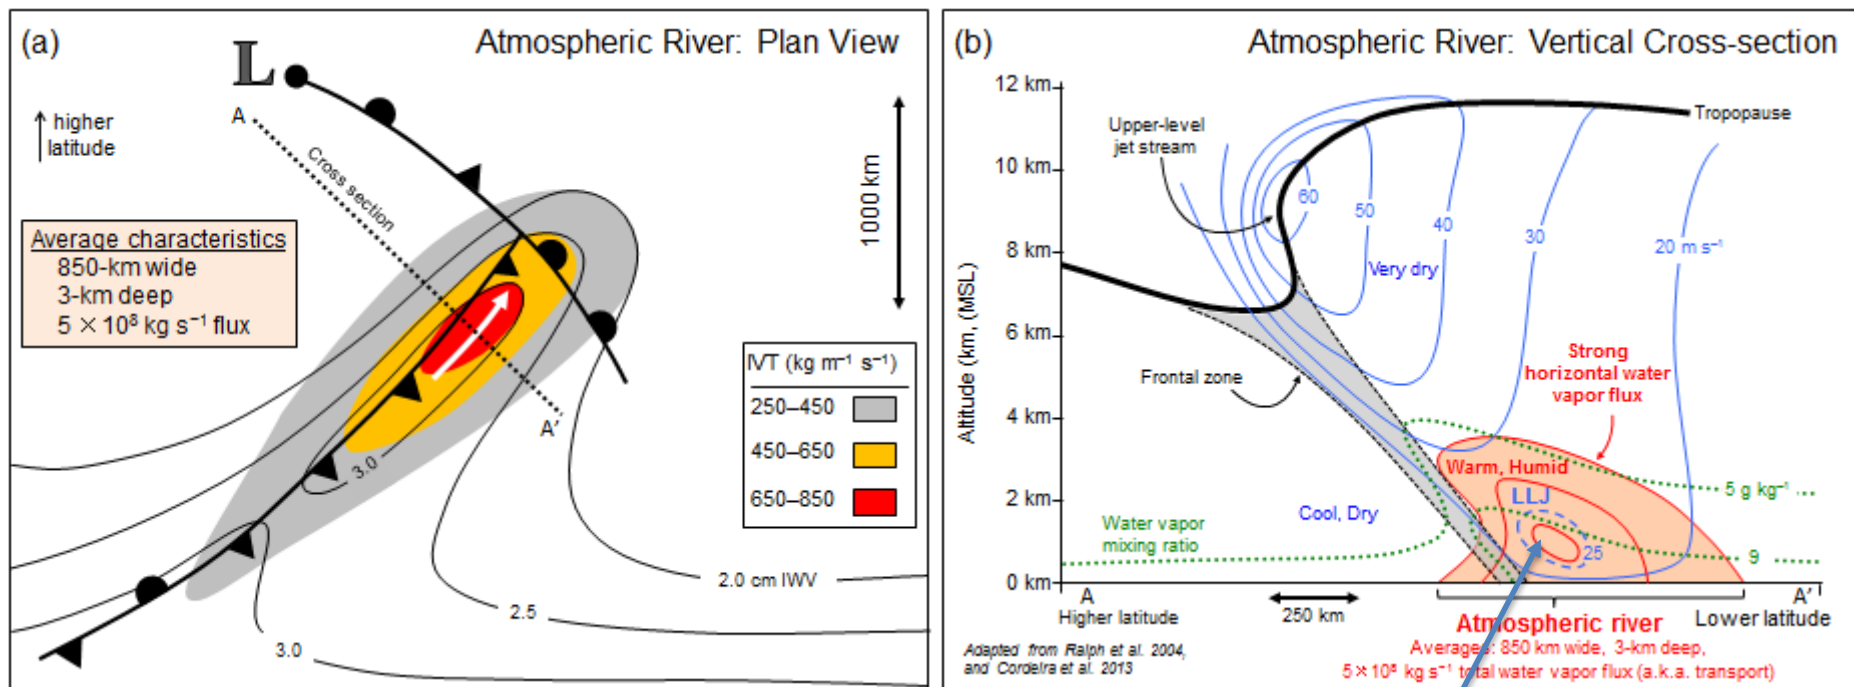 (a)
Atmospheric River: Plan View
L
A
higher
latitude
Cross section
1000 km
Average characteristics
850-km wide
3-km deep
5 × 10⁸ kg s⁻¹ flux
IVT (kg m⁻¹ s⁻¹)
250–450
450–650
650–850
A'
3.0
2.0 cm IWV
2.5
3.0
(b)
Atmospheric River: Vertical Cross-section
12 km
10 km
8 km
6 km
4 km
2 km
0 km
Altitude (km, (MSL)
Tropopause
Upper-level
jet stream
60
50
40
30
20 m s⁻¹
Very dry
Frontal zone
Strong
horizontal water
vapor flux
Warm, Humid
LLJ
25
5 g kg⁻¹
9
Cool, Dry
Water vapor
mixing ratio
A
A'
Higher latitude
250 km
Lower latitude
Atmospheric river
Averages: 850 km wide, 3-km deep,
5 × 10⁸ kg s⁻¹ total water vapor flux (a.k.a. transport)
Adapted from Ralph et al. 2004,
and Cordeira et al. 2013